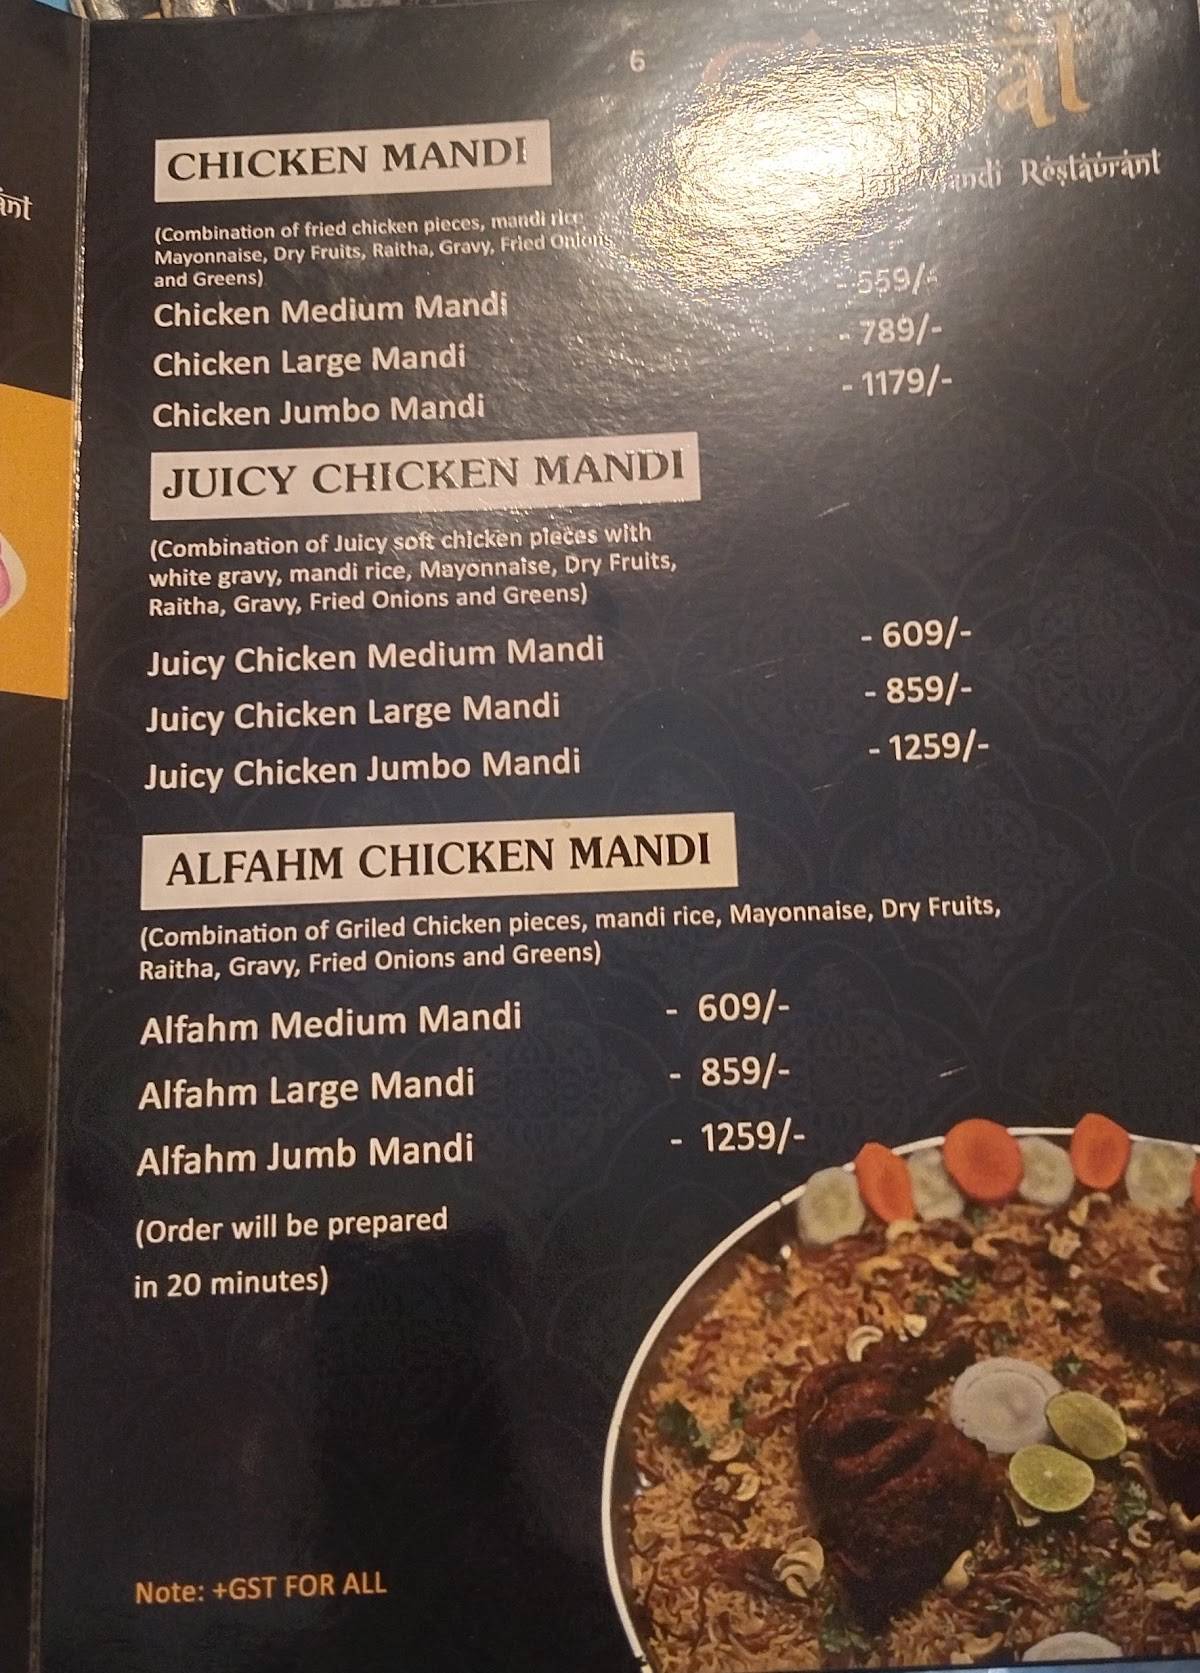 6
ant
Mandi Restaurant
CHICKEN MANDI
(Combination of fried chicken pieces, mandi rice
Mayonnaise, Dry Fruits, Raitha, Gravy, Fried Onions,
and Greens)
Chicken Medium Mandi - 559/-
Chicken Large Mandi - 789/-
Chicken Jumbo Mandi - 1179/-
JUICY CHICKEN MANDI
(Combination of Juicy soft chicken pieces with
white gravy, mandi rice, Mayonnaise, Dry Fruits,
Raitha, Gravy, Fried Onions and Greens)
Juicy Chicken Medium Mandi - 609/-
Juicy Chicken Large Mandi - 859/-
Juicy Chicken Jumbo Mandi - 1259/-
ALFAHM CHICKEN MANDI
(Combination of Griled Chicken pieces, mandi rice, Mayonnaise, Dry Fruits,
Raitha, Gravy, Fried Onions and Greens)
Alfahm Medium Mandi - 609/-
Alfahm Large Mandi - 859/-
Alfahm Jumb Mandi - 1259/-
(Order will be prepared
in 20 minutes)
Note: +GST FOR ALL